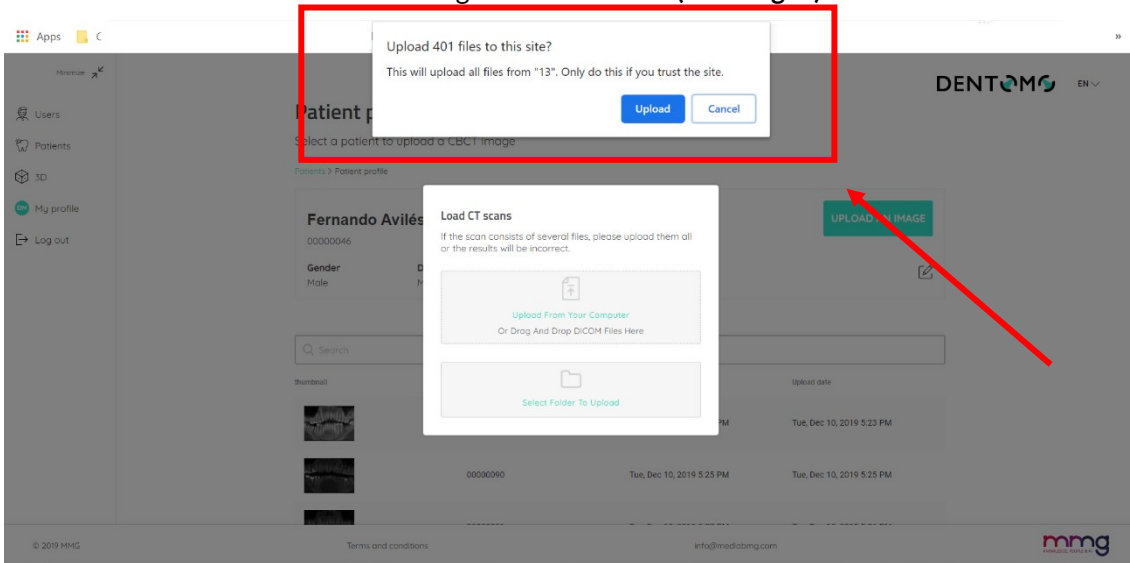 Apps C
»
Upload 401 files to this site?
This will upload all files from "13". Only do this if you trust the site.
Upload Cancel
Minimize
DENTOMG EN
Users
Patients
3D
My profile
Log out
Patient p
Select a patient to upload a CBCT image
Patients > Patient profile
Fernando Avilés
00000046
Gender D
Male M
UPLOAD AN IMAGE
Load CT scans
If the scan consists of several files, please upload them all
or the results will be incorrect.
Upload From Your Computer
Or Drag And Drop DICOM Files Here
Select Folder To Upload
Search
thumbnail Upload date
PM Tue, Dec 10, 2019 5:23 PM
00000090 Tue, Dec 10, 2019 5:25 PM Tue, Dec 10, 2019 5:25 PM
© 2019 MMG Terms and conditions info@mediabmg.com mmg